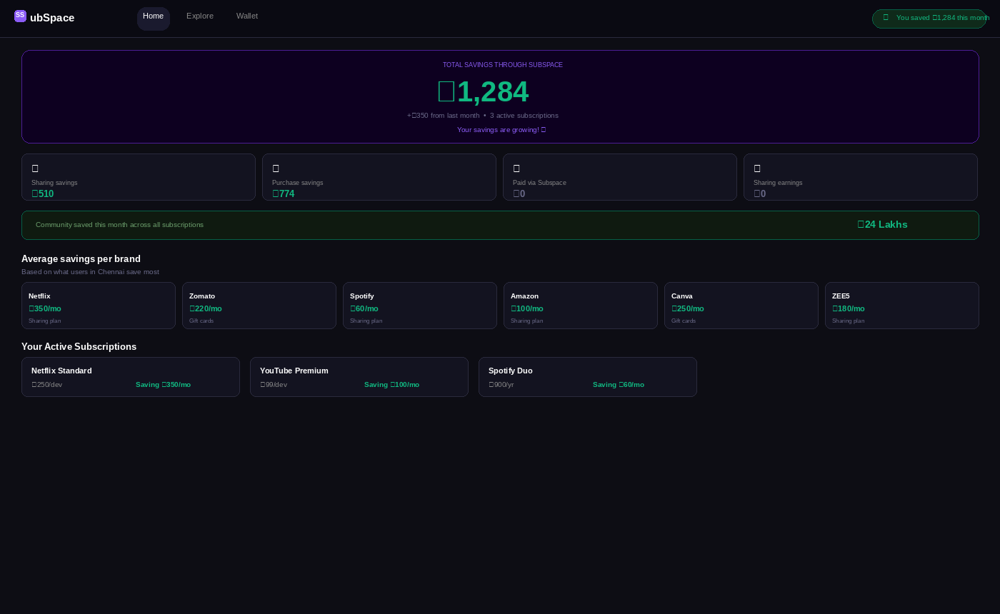 SS ubSpace Home Explore Wallet You saved 1,284 this month
TOTAL SAVINGS THROUGH SUBSPACE
1,284
+350 from last month • 3 active subscriptions
Your savings are growing!
Sharing savings
510
Purchase savings
774
Paid via Subspace
0
Sharing earnings
0
Community saved this month across all subscriptions 24 Lakhs
Average savings per brand
Based on what users in Chennai save most
Netflix
350/mo
Sharing plan
Zomato
220/mo
Gift cards
Spotify
60/mo
Sharing plan
Amazon
100/mo
Sharing plan
Canva
250/mo
Gift cards
ZEE5
180/mo
Sharing plan
Your Active Subscriptions
Netflix Standard
250/dev Saving 350/mo
YouTube Premium
99/dev Saving 100/mo
Spotify Duo
900/yr Saving 60/mo